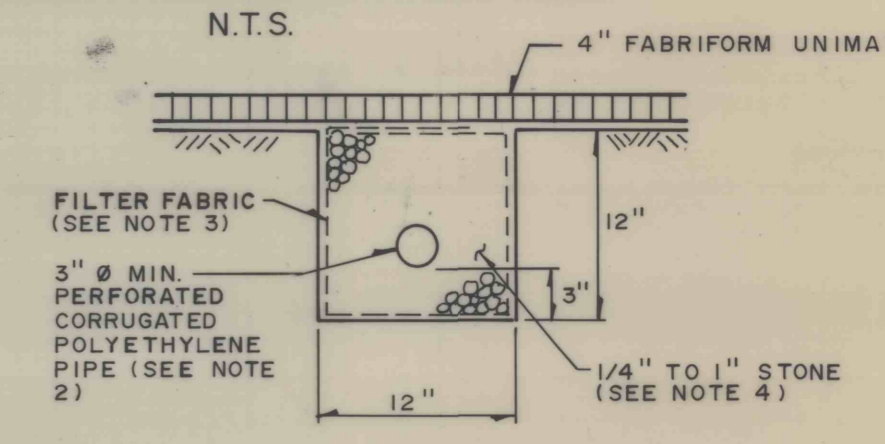 N.T.S.
4" FABRIFORM UNIMA
FILTER FABRIC
(SEE NOTE 3)
12"
3" Ø MIN.
PERFORATED
CORRUGATED
POLYETHYLENE
PIPE (SEE NOTE
2)
3"
1/4" TO 1" STONE
(SEE NOTE 4)
12"